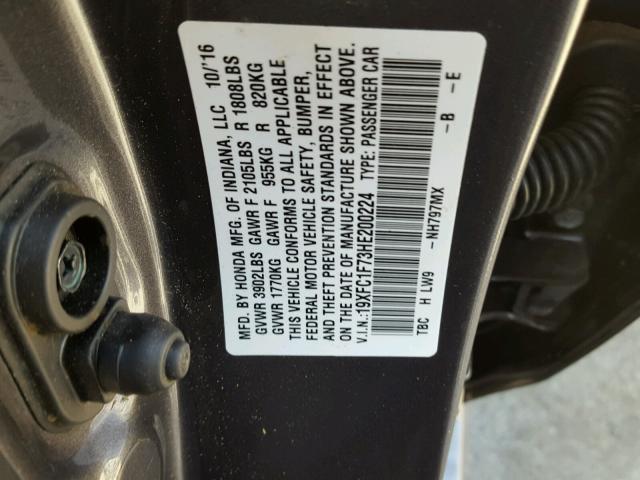 MFD. BY HONDA MFG. OF INDIANA, LLC 10/'16
GVWR 3902LBS GAWR F 2105LBS R 1808LBS
GVWR 1770KG GAWR F 955KG R 820KG
THIS VEHICLE CONFORMS TO ALL APPLICABLE
FEDERAL MOTOR VEHICLE SAFETY, BUMPER,
AND THEFT PREVENTION STANDARDS IN EFFECT
ON THE DATE OF MANUFACTURE SHOWN ABOVE.
V.I.N.:19XFC1F73HE200224 TYPE: PASSENGER CAR
TBC H LW9 -NH797MX -B -E